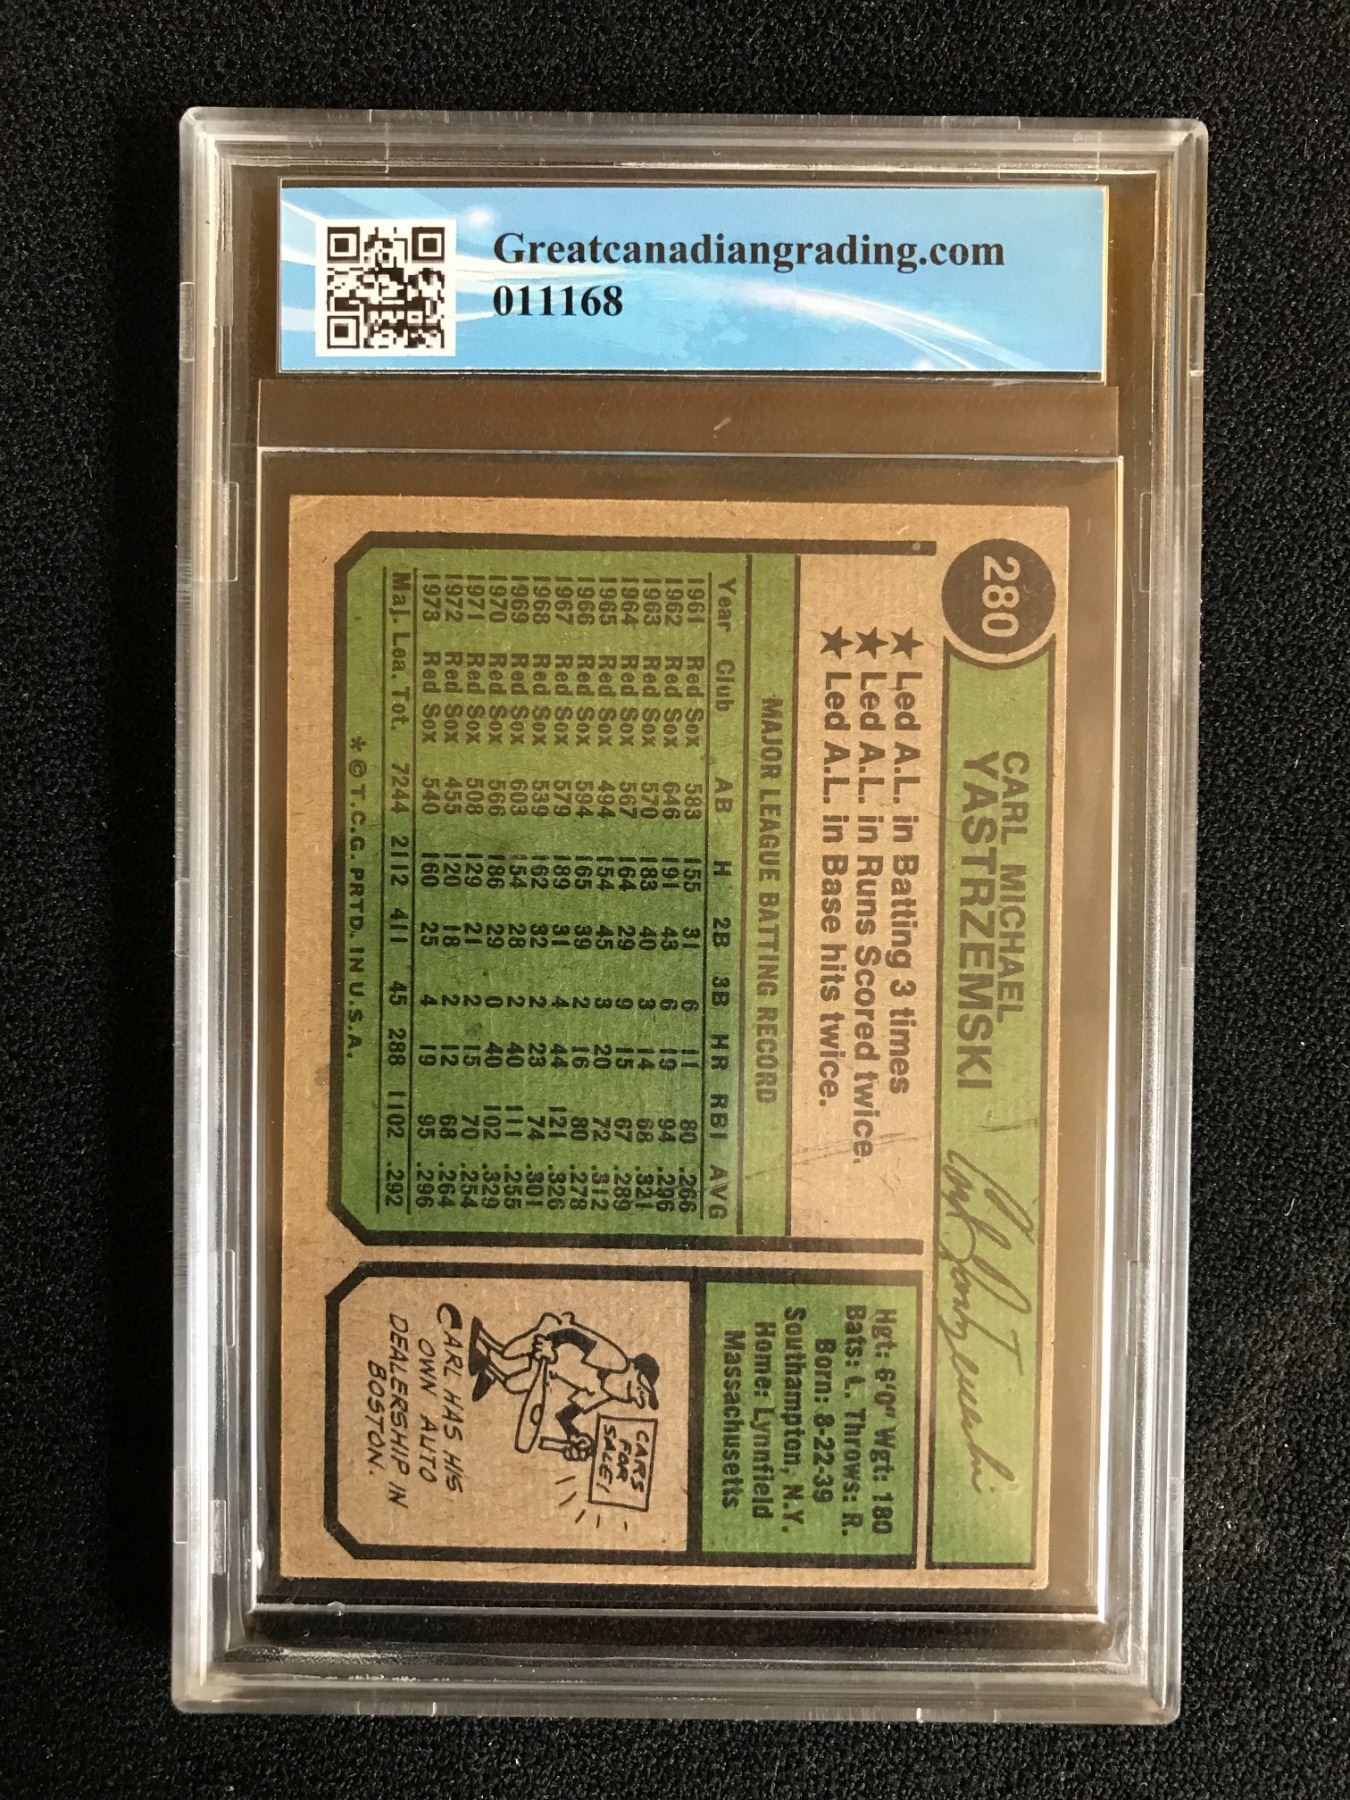 Greatcanadiangrading.com
011168
280
CARL MICHAEL
YASTRZEMSKI
Carl Yastrzemski
★ Led A.L. in Batting 3 times
★ Led A.L. in Runs Scored twice.
★ Led A.L. in Base hits twice.
MAJOR LEAGUE BATTING RECORD
Year Club AB H 2B 3B HR RBI AVG
1961 Red Sox 583 155 31 6 11 80 .266
1962 Red Sox 646 191 43 6 19 94 .296
1963 Red Sox 570 183 40 3 14 68 .321
1964 Red Sox 567 164 29 9 15 67 .289
1965 Red Sox 494 154 45 3 20 72 .312
1966 Red Sox 594 165 39 2 16 80 .278
1967 Red Sox 579 189 31 4 44 121 .326
1968 Red Sox 539 162 32 2 23 74 .301
1969 Red Sox 603 154 28 2 40 111 .255
1970 Red Sox 566 186 29 0 40 102 .329
1971 Red Sox 508 129 21 2 15 70 .254
1972 Red Sox 455 120 18 2 12 68 .264
1973 Red Sox 540 160 25 4 19 95 .296
Maj. Lea. Tot. 7244 2112 411 45 288 1102 .292
*©T.C.G. PRTD. IN U.S.A.
Hgt: 6'0" Wgt: 180
Bats: L. Throws: R.
Born: 8-22-39
Southampton, N.Y.
Home: Lynnfield
Massachusetts
CARS
FOR
SALE!
CARL HAS HIS
OWN AUTO
DEALERSHIP IN
BOSTON.